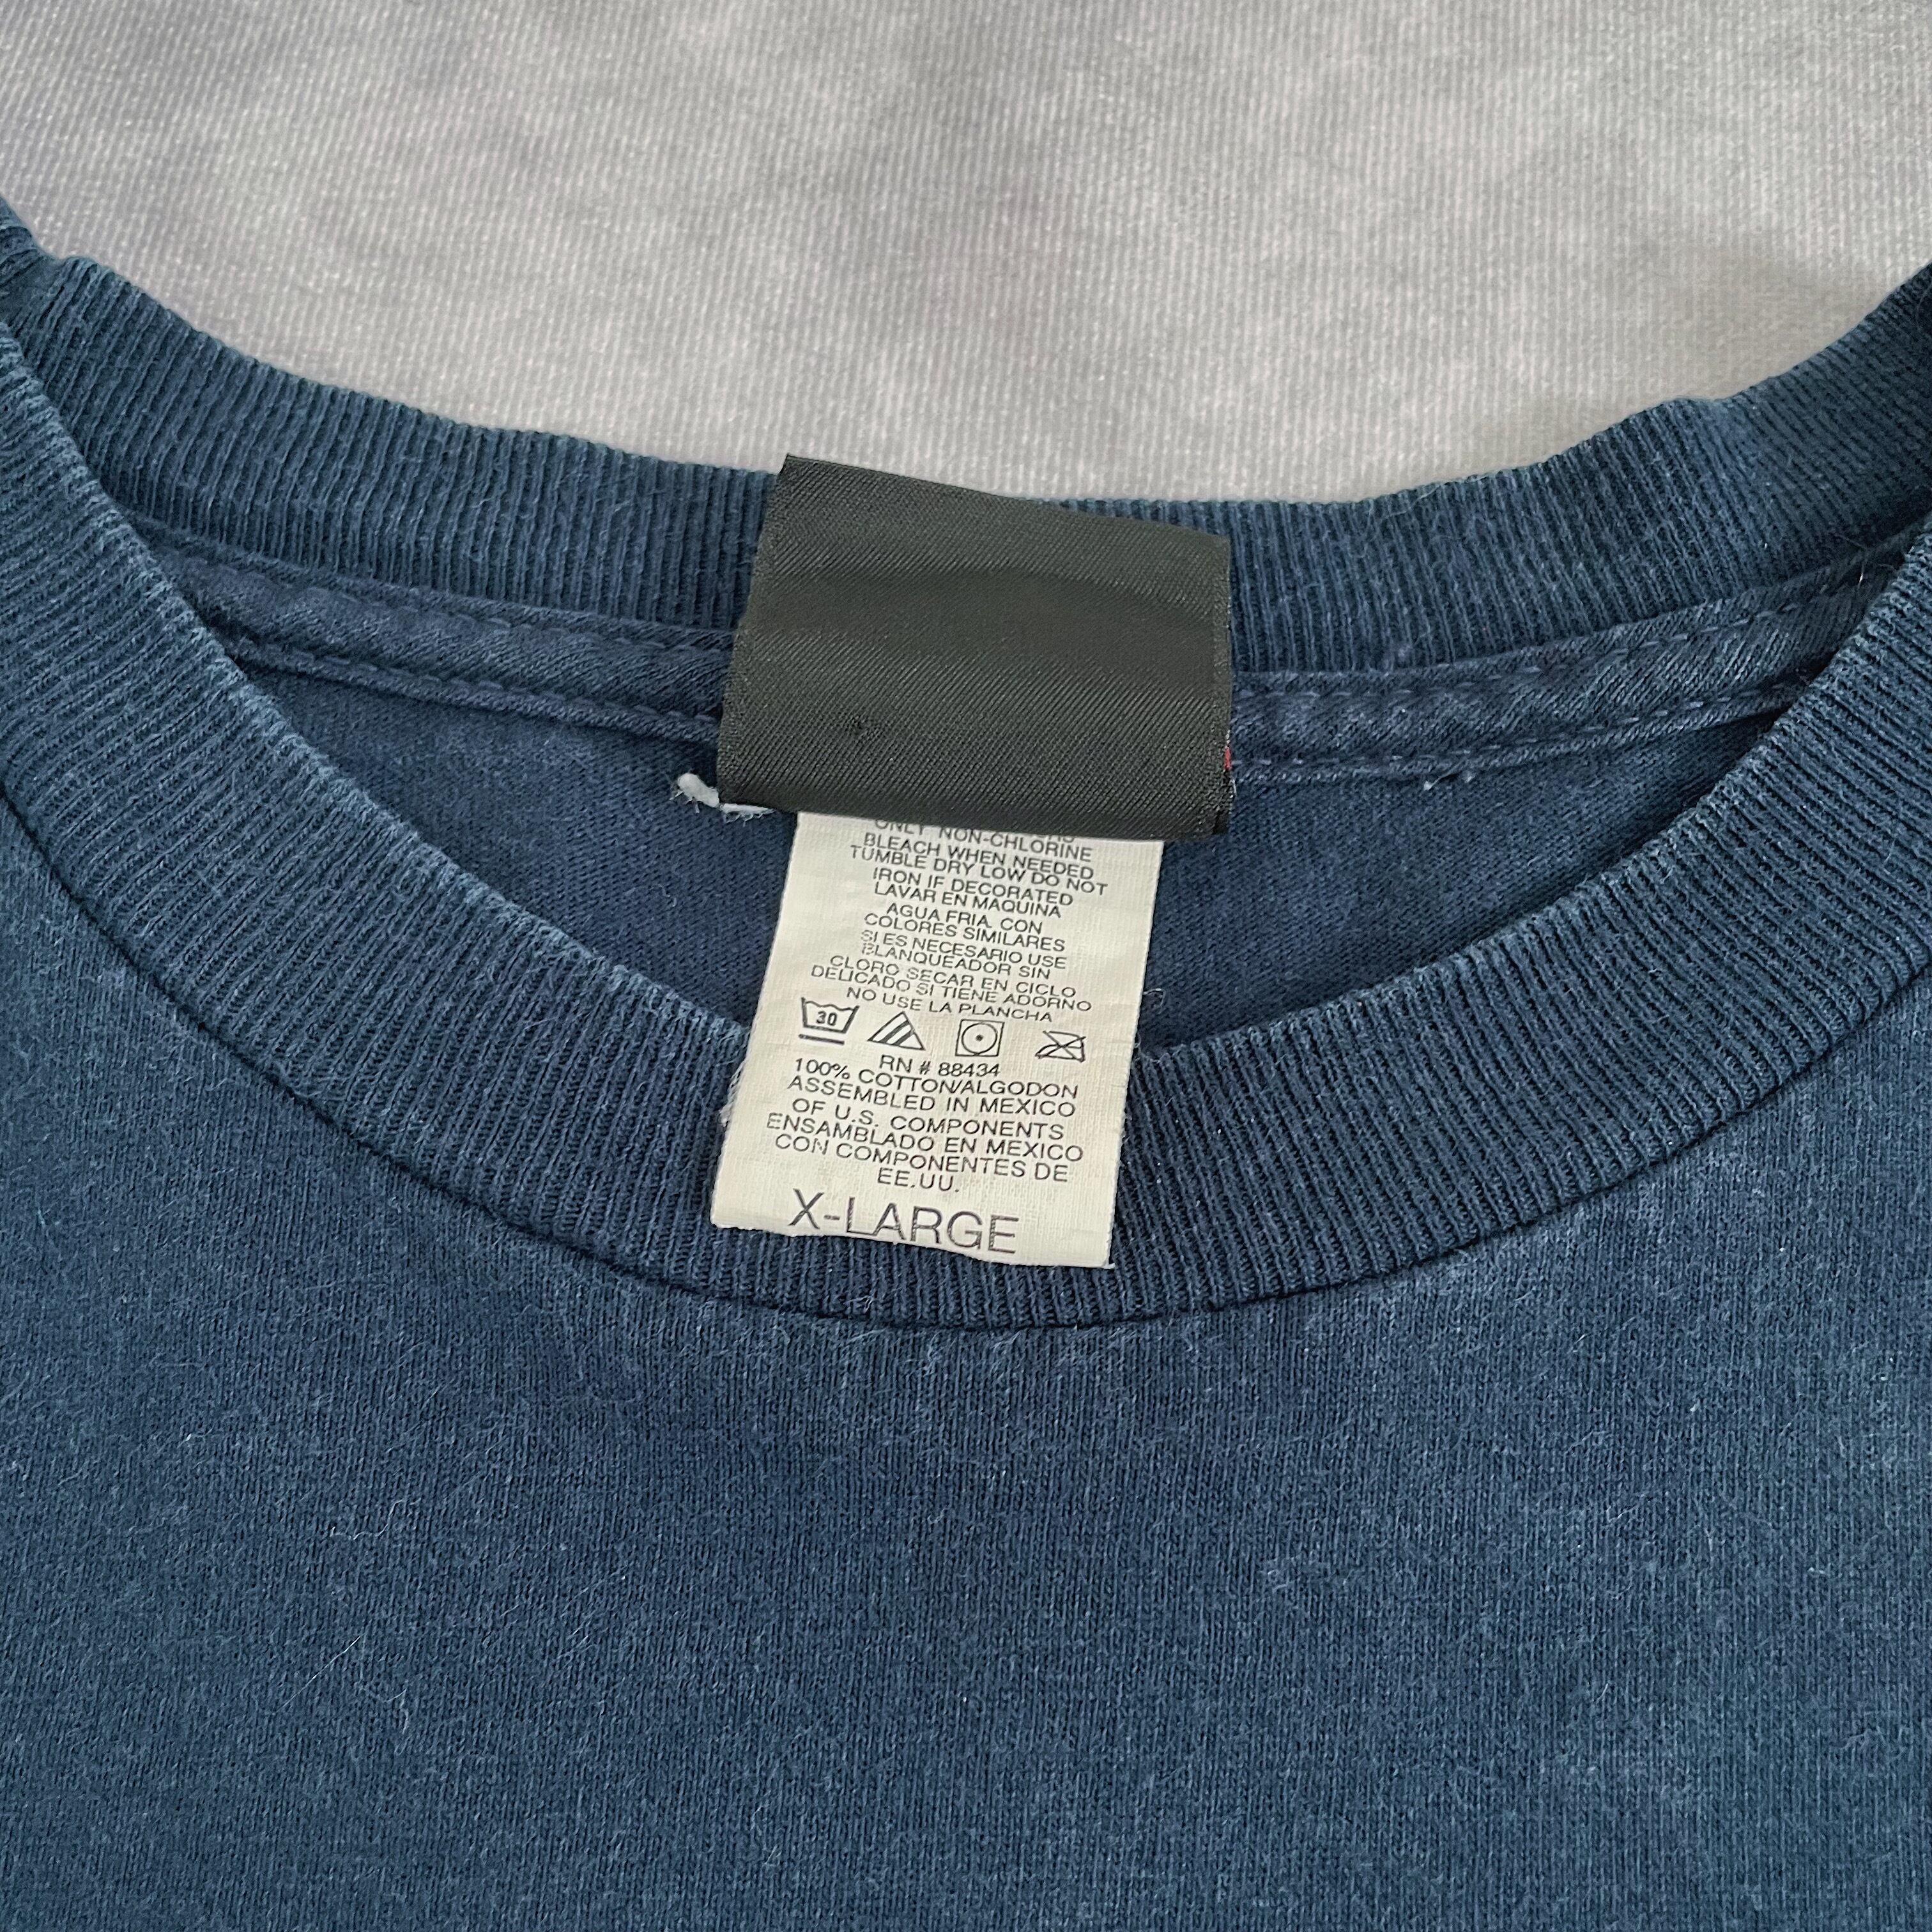 ONLY NON-CHLORINE
BLEACH WHEN NEEDED
TUMBLE DRY LOW DO NOT
IRON IF DECORATED
LAVAR EN MAQUINA
AGUA FRIA, CON
COLORES SIMILARES
SI ES NECESARIO USE
BLANQUEADOR SIN
CLORO SECAR EN CICLO
DELICADO SI TIENE ADORNO
NO USE LA PLANCHA
30
RN # 88434
100% COTTON/ALGODON
ASSEMBLED IN MEXICO
OF U.S. COMPONENTS
ENSAMBLADO EN MEXICO
CON COMPONENTES DE
EE.UU.
X-LARGE